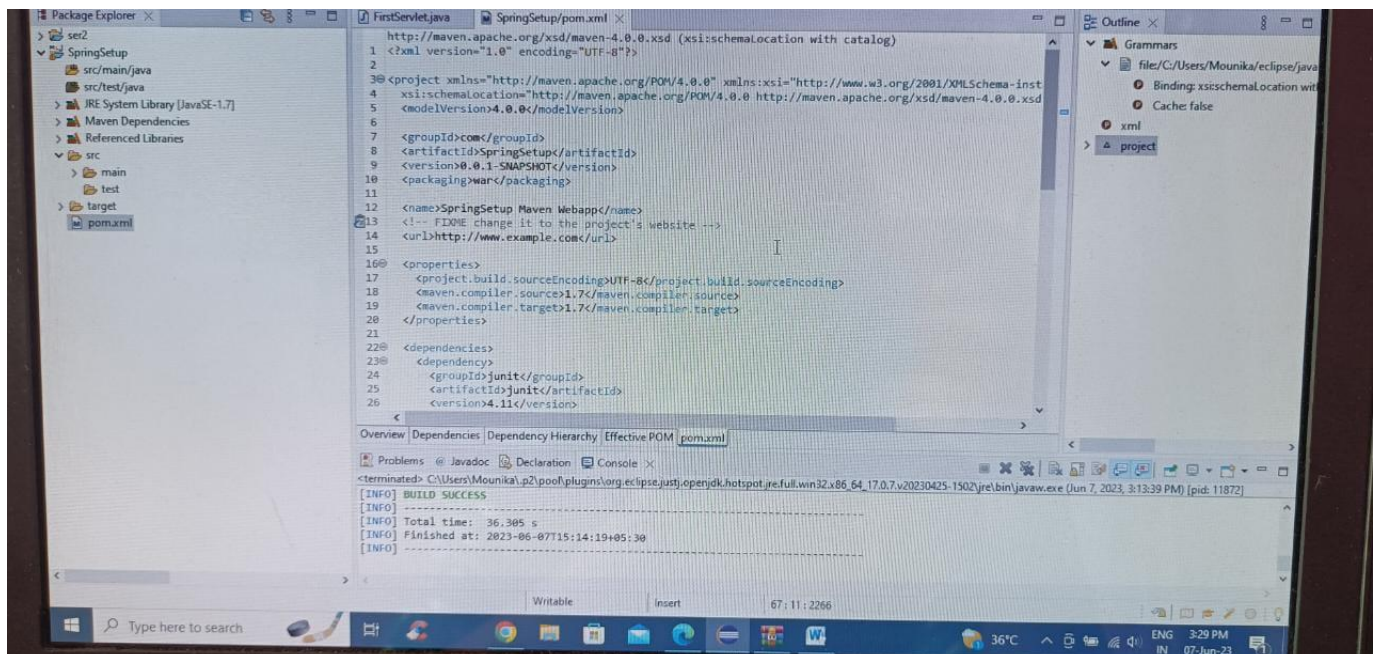 Package Explorer
ser2
SpringSetup
src/main/java
src/test/java
JRE System Library [JavaSE-1.7]
Maven Dependencies
Referenced Libraries
src
main
test
target
pom.xml
FirstServlet.java SpringSetup/pom.xml
http://maven.apache.org/xsd/maven-4.0.0.xsd (xsi:schemaLocation with catalog)
1 <?xml version="1.0" encoding="UTF-8"?>
2
3 <project xmlns="http://maven.apache.org/POM/4.0.0" xmlns:xsi="http://www.w3.org/2001/XMLSchema-inst
4 xsi:schemaLocation="http://maven.apache.org/POM/4.0.0 http://maven.apache.org/xsd/maven-4.0.0.xsd
5 <modelVersion>4.0.0</modelVersion>
6
7 <groupId>com</groupId>
8 <artifactId>SpringSetup</artifactId>
9 <version>0.0.1-SNAPSHOT</version>
10 <packaging>war</packaging>
11
12 <name>SpringSetup Maven Webapp</name>
13 <!-- FIXME change it to the project's website -->
14 <url>http://www.example.com</url>
15
16 <properties>
17 <project.build.sourceEncoding>UTF-8</project.build.sourceEncoding>
18 <maven.compiler.source>1.7</maven.compiler.source>
19 <maven.compiler.target>1.7</maven.compiler.target>
20 </properties>
21
22 <dependencies>
23 <dependency>
24 <groupId>junit</groupId>
25 <artifactId>junit</artifactId>
26 <version>4.11</version>
Overview Dependencies Dependency Hierarchy Effective POM pom.xml
Outline
Grammars
file:/C:/Users/Mounika/eclipse/java
Binding: xsi:schemaLocation with
Cache: false
xml
project
Problems Javadoc Declaration Console
<terminated> C:\Users\Mounika\.p2\pool\plugins\org.eclipse.justj.openjdk.hotspot.jre.full.win32.x86_64_17.0.7.v20230425-1502\jre\bin\javaw.exe (Jun 7, 2023, 3:13:39 PM) [pid: 11872]
[INFO] BUILD SUCCESS
[INFO] ------------------------------------------------------------------------
[INFO] Total time: 36.305 s
[INFO] Finished at: 2023-06-07T15:14:19+05:30
[INFO] ------------------------------------------------------------------------
Writable Insert 67 : 11 : 2266
Type here to search
36°C
ENG
IN
3:29 PM
07-Jun-23